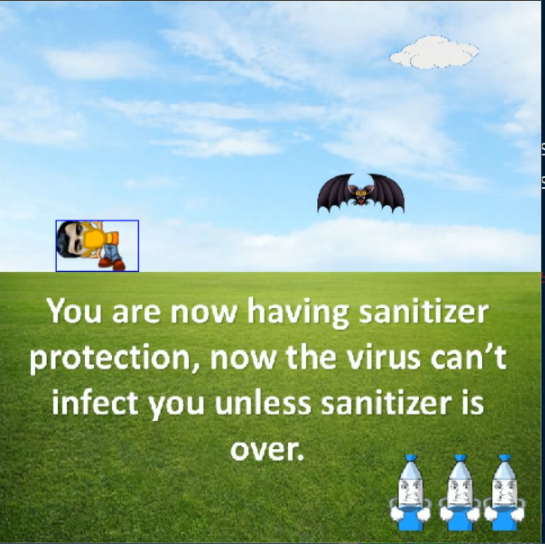 You are now having sanitizer
protection, now the virus can’t
infect you unless sanitizer is
over.